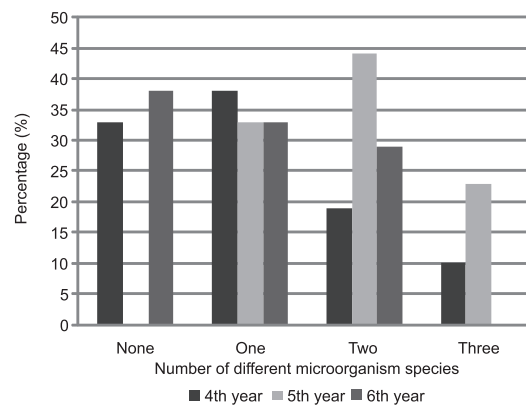 50
45
40
35
30
25
20
15
10
5
0
Percentage (%)
None One Two Three
Number of different microorganism species
4th year 5th year 6th year